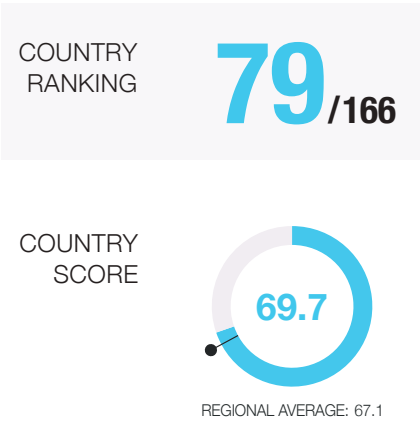 COUNTRY
RANKING
79/166
COUNTRY
SCORE
69.7
REGIONAL AVERAGE: 67.1